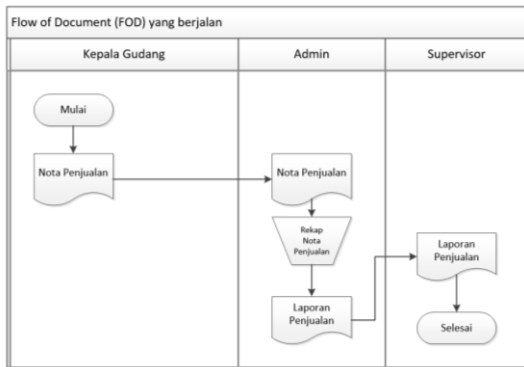 Flow of Document (FOD) yang berjalan
Kepala Gudang
Admin
Supervisor
Mulai
Nota Penjualan
Nota Penjualan
Rekap
Nota
Penjualan
Laporan
Penjualan
Laporan
Penjualan
Selesai